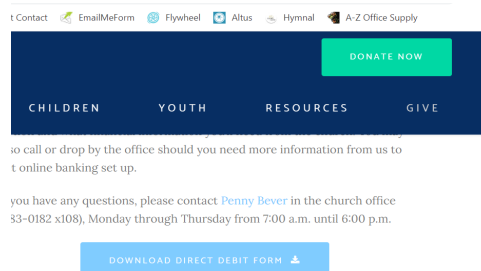 t Contact EmailMeForm Flywheel Altus Hymnal A-Z Office Supply
DONATE NOW
CHILDREN YOUTH RESOURCES GIVE
so call or drop by the office should you need more information from us to
t online banking set up.
you have any questions, please contact Penny Bever in the church office
83-0182 x108), Monday through Thursday from 7:00 a.m. until 6:00 p.m.
DOWNLOAD DIRECT DEBIT FORM